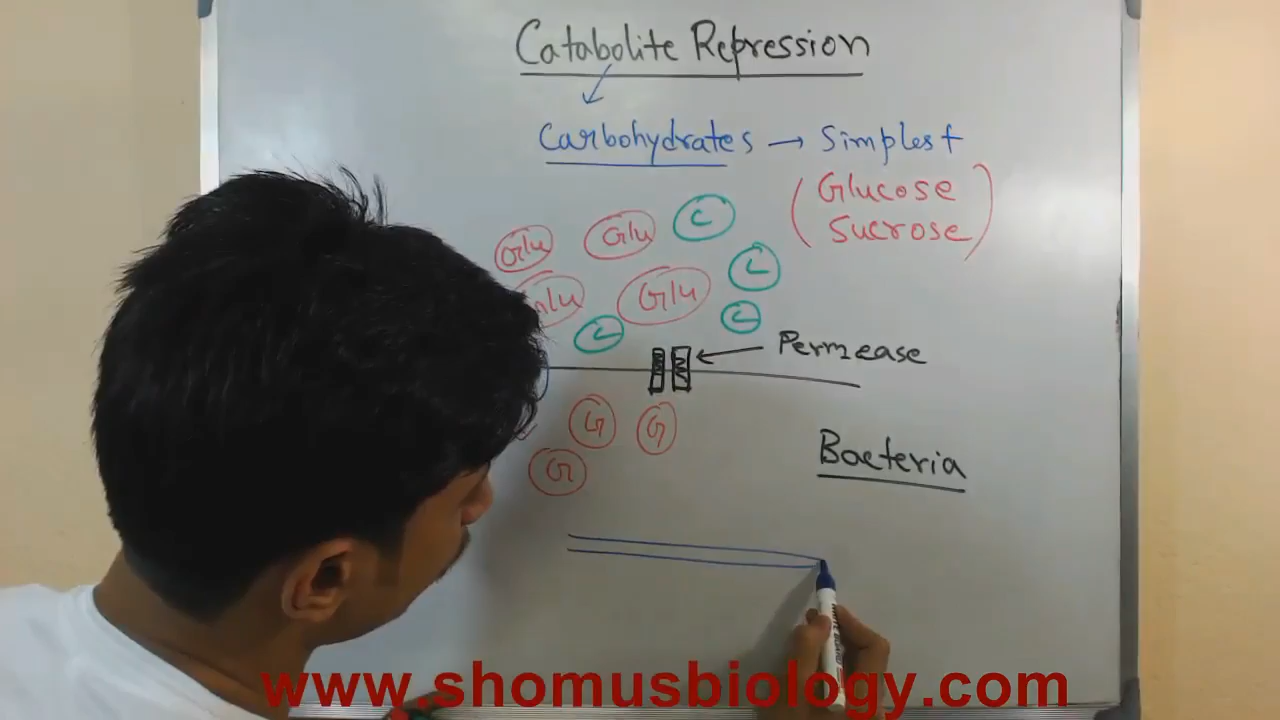 Catabolite Repression
Carbohydrates → Simplest
(Glucose
Sucrose)
Glu Glu C
Glu Glu L
L L
Permease
G G
G
Bacteria
www.shomusbiology.com